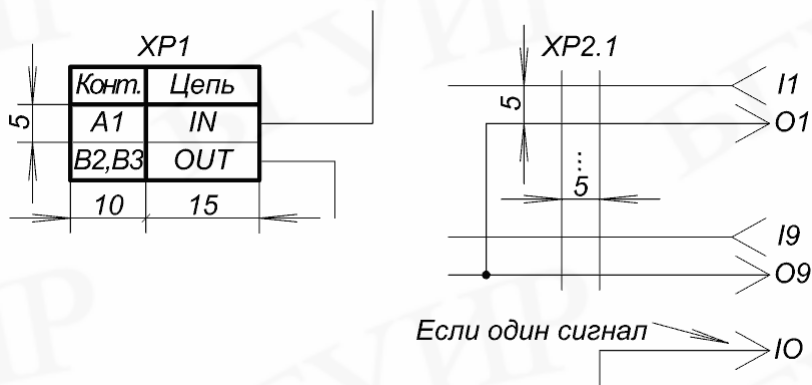 XP1
Конт. Цепь
5 A1 IN
B2,B3 OUT
10 15
XP2.1
I1
5
O1
...
5
I9
O9
Если один сигнал
IO
БГУИР